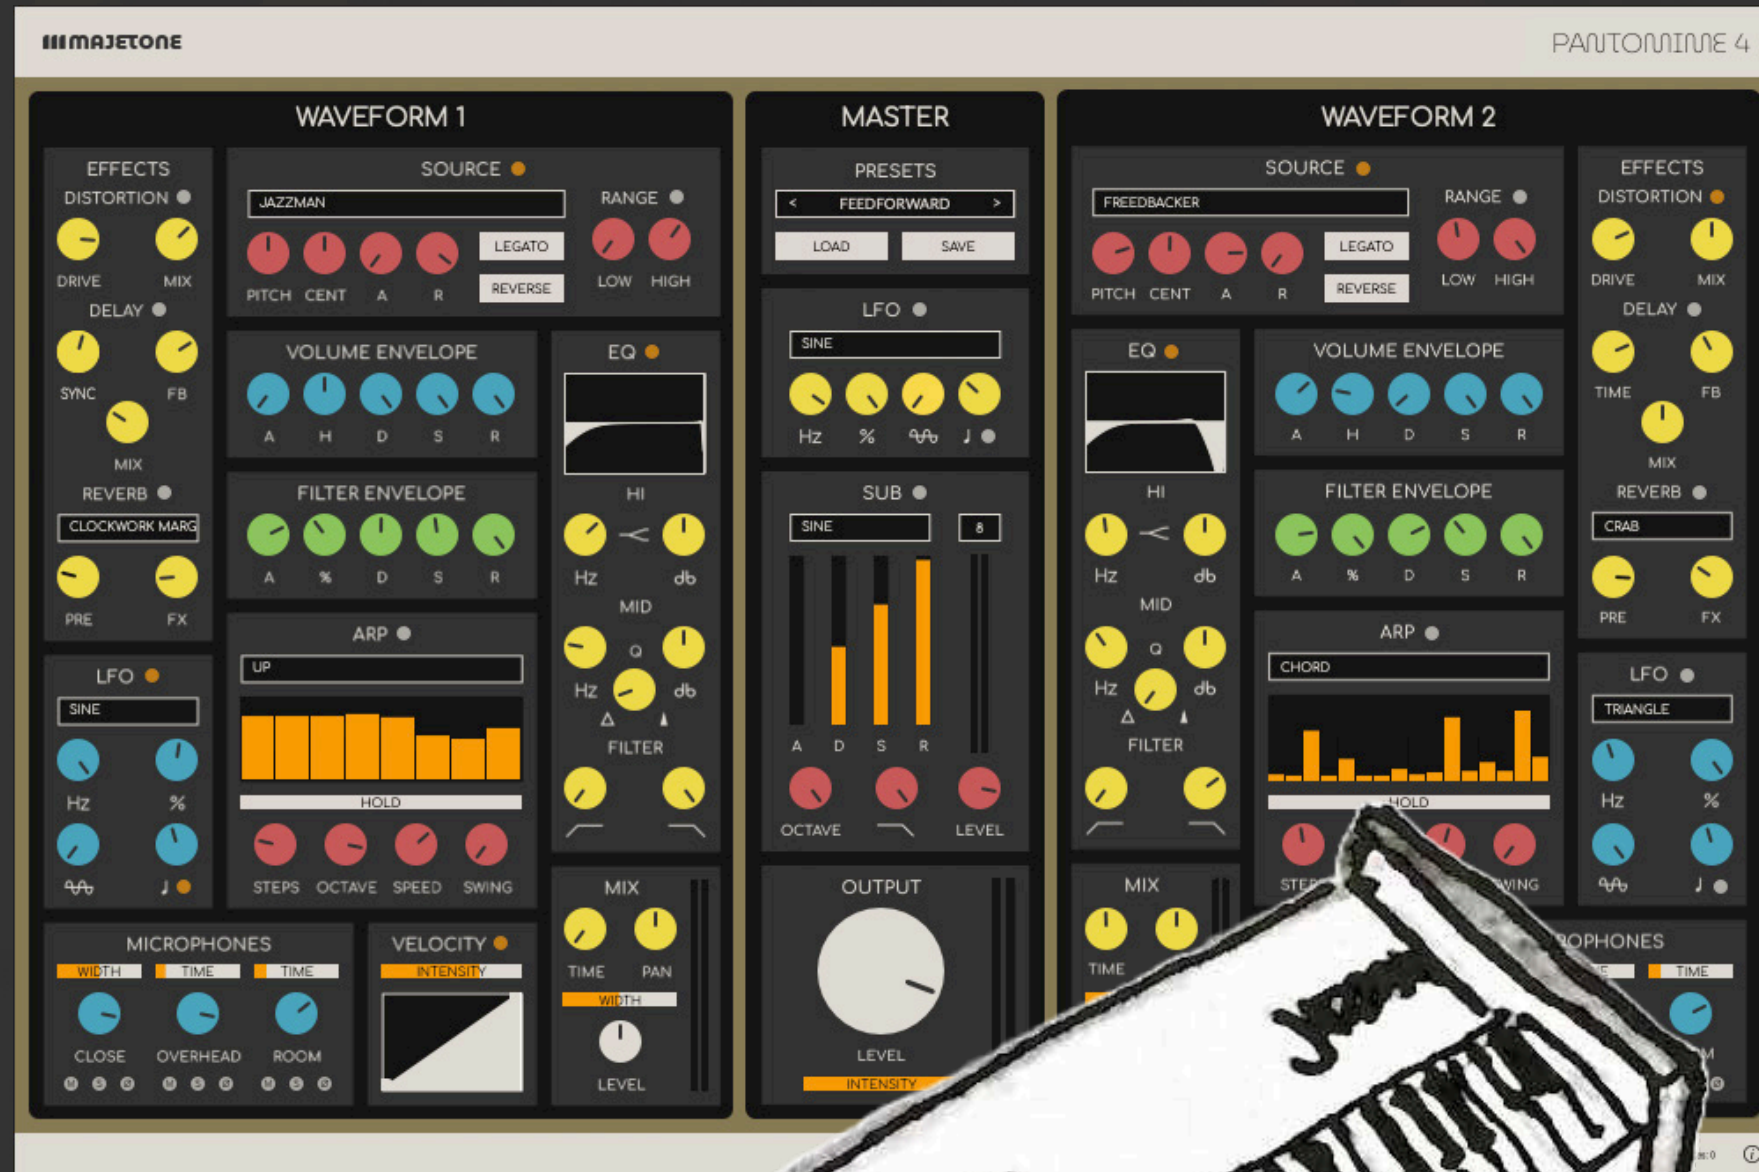 MAJETONE
PANTOMIME 4
WAVEFORM 1
EFFECTS
DISTORTION
DRIVE MIX
DELAY
SYNC FB
MIX
REVERB
CLOCKWORK MARG
PRE FX
LFO
SINE
Hz %
SOURCE
JAZZMAN
PITCH CENT A R
LEGATO
REVERSE
RANGE
LOW HIGH
VOLUME ENVELOPE
A H D S R
FILTER ENVELOPE
A % D S R
ARP
UP
HOLD
STEPS OCTAVE SPEED SWING
EQ
HI
Hz db
MID
Q
Hz db
FILTER
MICROPHONES
WIDTH TIME TIME
CLOSE OVERHEAD ROOM
M S Ø M S Ø M S Ø
VELOCITY
INTENSITY
MIX
TIME PAN
WIDTH
LEVEL
MASTER
PRESETS
< FEEDFORWARD >
LOAD SAVE
LFO
SINE
Hz %
SUB
SINE 8
A D S R
OCTAVE LEVEL
OUTPUT
LEVEL
INTENSITY
WAVEFORM 2
SOURCE
FREEDBACKER
PITCH CENT A R
LEGATO
REVERSE
RANGE
LOW HIGH
EQ
HI
Hz db
MID
Q
Hz db
FILTER
VOLUME ENVELOPE
A H D S R
FILTER ENVELOPE
A % D S R
ARP
CHORD
HOLD
EFFECTS
DISTORTION
DRIVE MIX
DELAY
TIME FB
MIX
REVERB
CRAB
PRE FX
LFO
TRIANGLE
Hz %
MIX
TIME
TIME